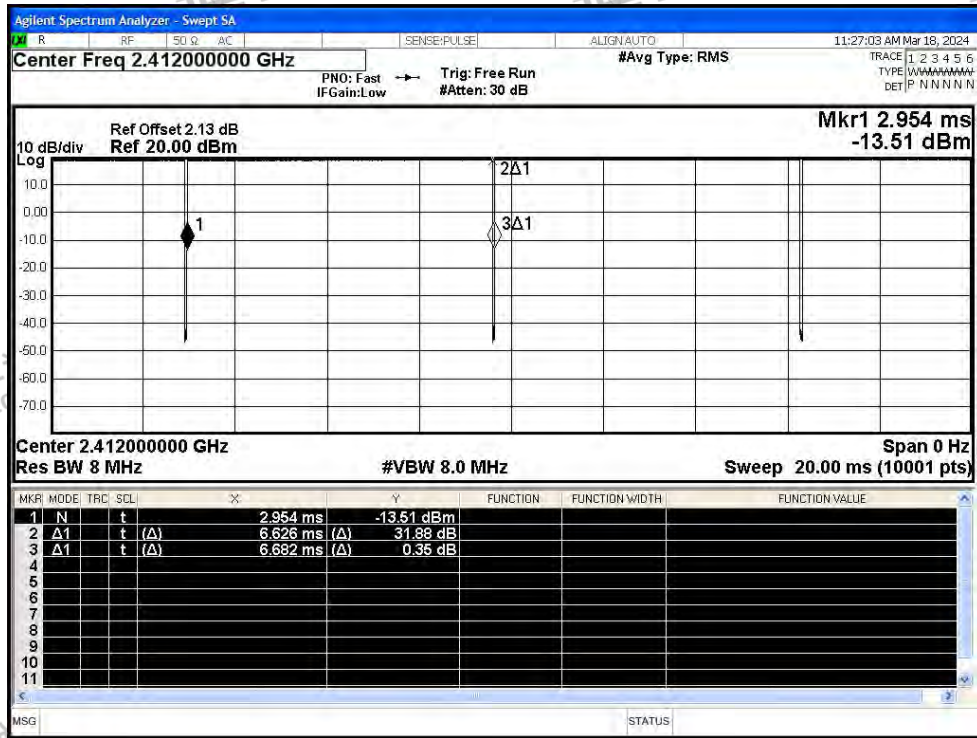 Agilent Spectrum Analyzer - Swept SA
LXI R RF 50 Ω AC SENSE:PULSE ALIGN AUTO 11:27:03 AM Mar 18, 2024
Center Freq 2.412000000 GHz #Avg Type: RMS TRACE 1 2 3 4 5 6
PNO: Fast Trig: Free Run TYPE WWWWWW
IFGain:Low #Atten: 30 dB DET P N N N N N
Mkr1 2.954 ms
-13.51 dBm
Ref Offset 2.13 dB
10 dB/div Ref 20.00 dBm
Log
2Δ1
10.0
0.00
1 3Δ1
-10.0
-20.0
-30.0
-40.0
-50.0
-60.0
-70.0
Center 2.412000000 GHz Span 0 Hz
Res BW 8 MHz #VBW 8.0 MHz Sweep 20.00 ms (10001 pts)
MKR MODE TRC SCL X Y FUNCTION FUNCTION WIDTH FUNCTION VALUE
1 N t 2.954 ms -13.51 dBm
2 Δ1 t (Δ) 6.626 ms (Δ) 31.88 dB
3 Δ1 t (Δ) 6.682 ms (Δ) 0.35 dB
4
5
6
7
8
9
10
11
MSG STATUS